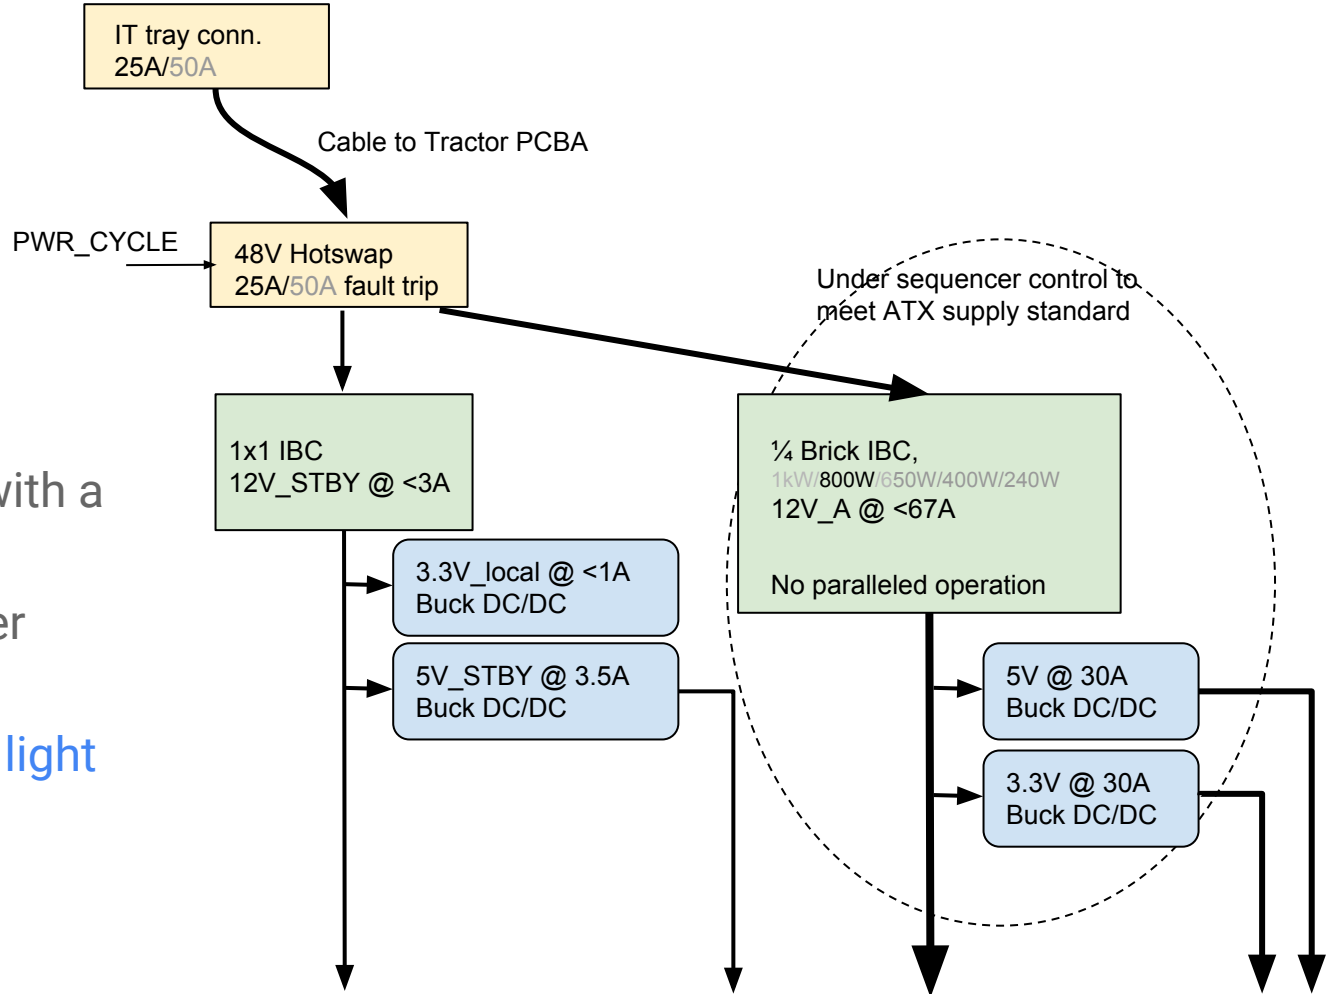 IT tray conn.
25A/50A
Cable to Tractor PCBA
PWR_CYCLE
48V Hotswap
25A/50A fault trip
Under sequencer control to
meet ATX supply standard
1x1 IBC
12V_STBY @ <3A
¼ Brick IBC,
1kW/800W/650W/400W/240W
12V_A @ <67A
No paralleled operation
with a
er
light
3.3V_local @ <1A
Buck DC/DC
5V_STBY @ 3.5A
Buck DC/DC
5V @ 30A
Buck DC/DC
3.3V @ 30A
Buck DC/DC